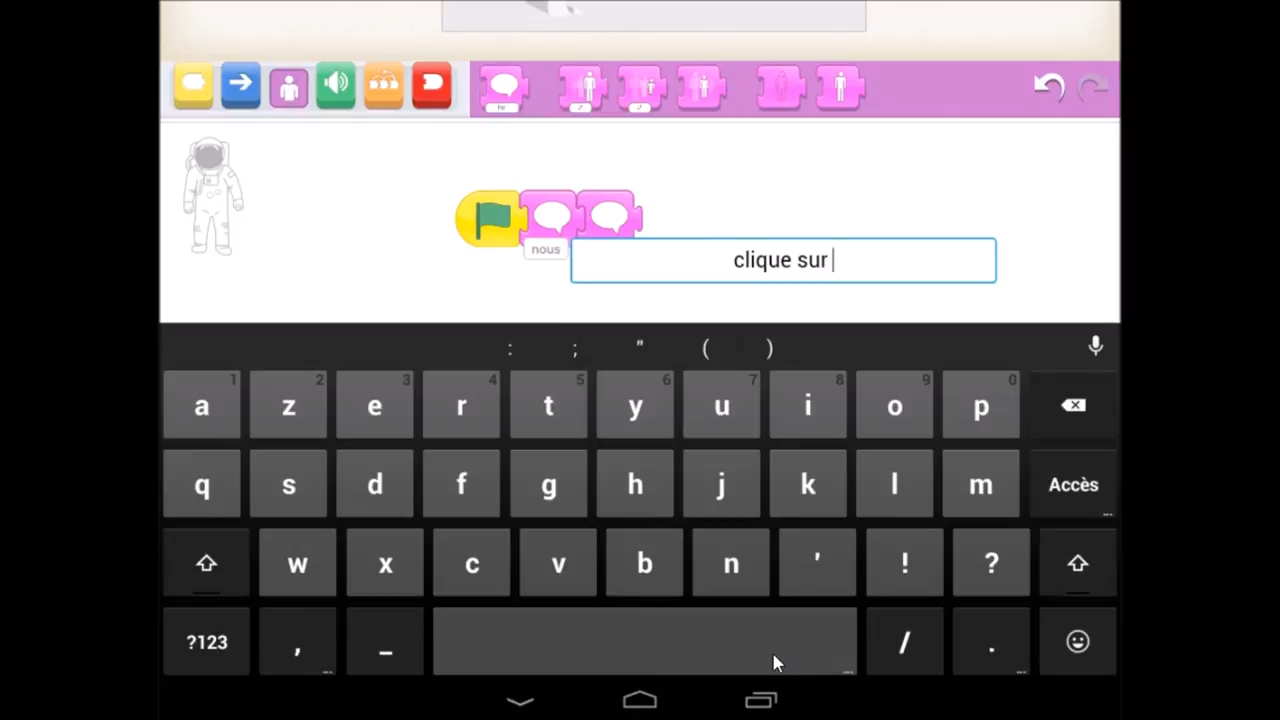 nous
clique sur
: ; " ( )
a 1 z 2 e 3 r 4 t 5 y 6 u 7 i 8 o 9 p 0
q s d f g h j k l m Accès ...
w x c v b n ' ! ?
?123 , ... _ ... / . ...